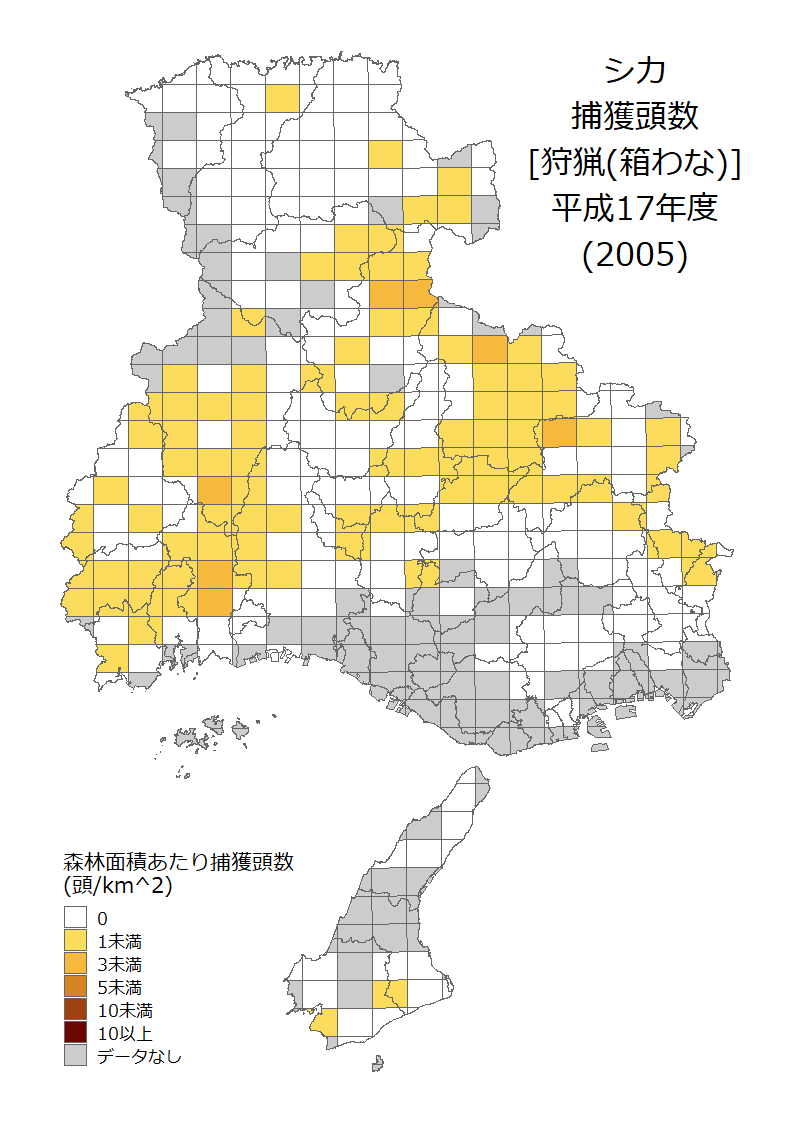 シカ
捕獲頭数
[狩猟(箱わな)]
平成17年度
(2005)
森林面積あたり捕獲頭数
(頭/km^2)
0
1未満
3未満
5未満
10未満
10以上
データなし